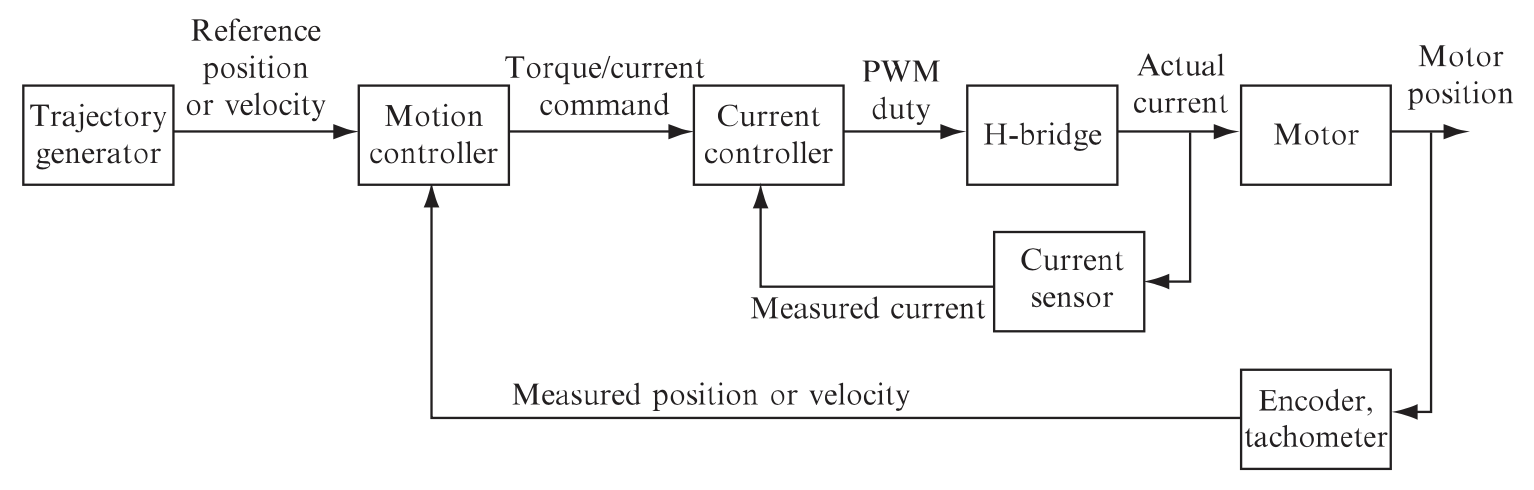 Reference
position
or velocity
Trajectory
generator
Motion
controller
Torque/current
command
Current
controller
PWM
duty
H-bridge
Actual
current
Motor
Motor
position
Current
sensor
Measured current
Measured position or velocity
Encoder,
tachometer